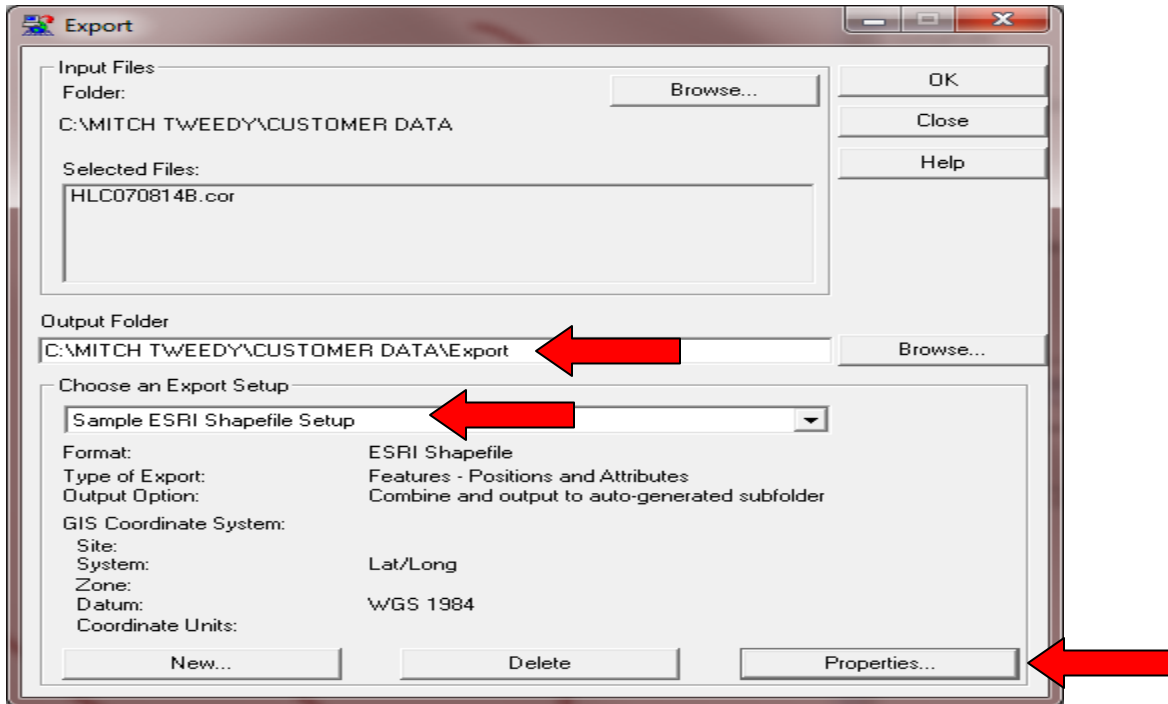 Export
Input Files
Folder:
Browse...
C:\MITCH TWEEDY\CUSTOMER DATA
Selected Files:
HLC070814B.cor
OK
Close
Help
Output Folder
C:\MITCH TWEEDY\CUSTOMER DATA\Export
Browse...
Choose an Export Setup
Sample ESRI Shapefile Setup
Format: ESRI Shapefile
Type of Export: Features - Positions and Attributes
Output Option: Combine and output to auto-generated subfolder
GIS Coordinate System:
Site:
System: Lat/Long
Zone:
Datum: WGS 1984
Coordinate Units:
New... Delete Properties...